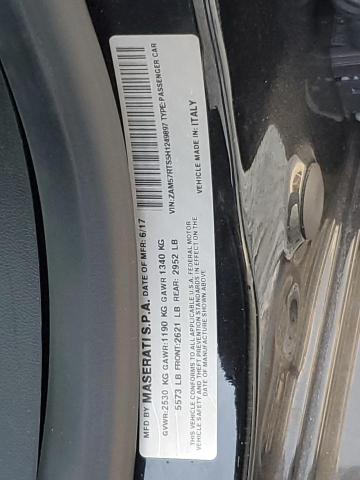 MFD BY MASERATI S.P.A. DATE OF MFR: 6/17
GVWR: 2530 KG GAWR: 1190 KG GAWR 1340 KG
5573 LB FRONT: 2621 LB REAR: 2952 LB
THIS VEHICLE CONFORMS TO ALL APPLICABLE U.S.A. FEDERAL MOTOR
VEHICLE SAFETY AND THEFT PREVENTION STANDARDS IN EFFECT ON THE
DATE OF MANUFACTURE SHOWN ABOVE
VIN: ZAM57RTS5H1249897 TYPE: PASSENGER CAR
VEHICLE MADE IN: ITALY